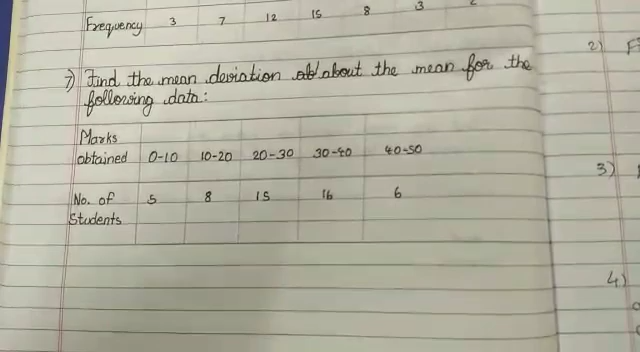 Frequency 3 7 12 15 8 3 2
2)
7) Find the mean deviation about the mean for the
following data:
Marks
obtained 0-10 10-20 20-30 30-40 40-50
3)
No. of 5 8 15 16 6
Students
4)